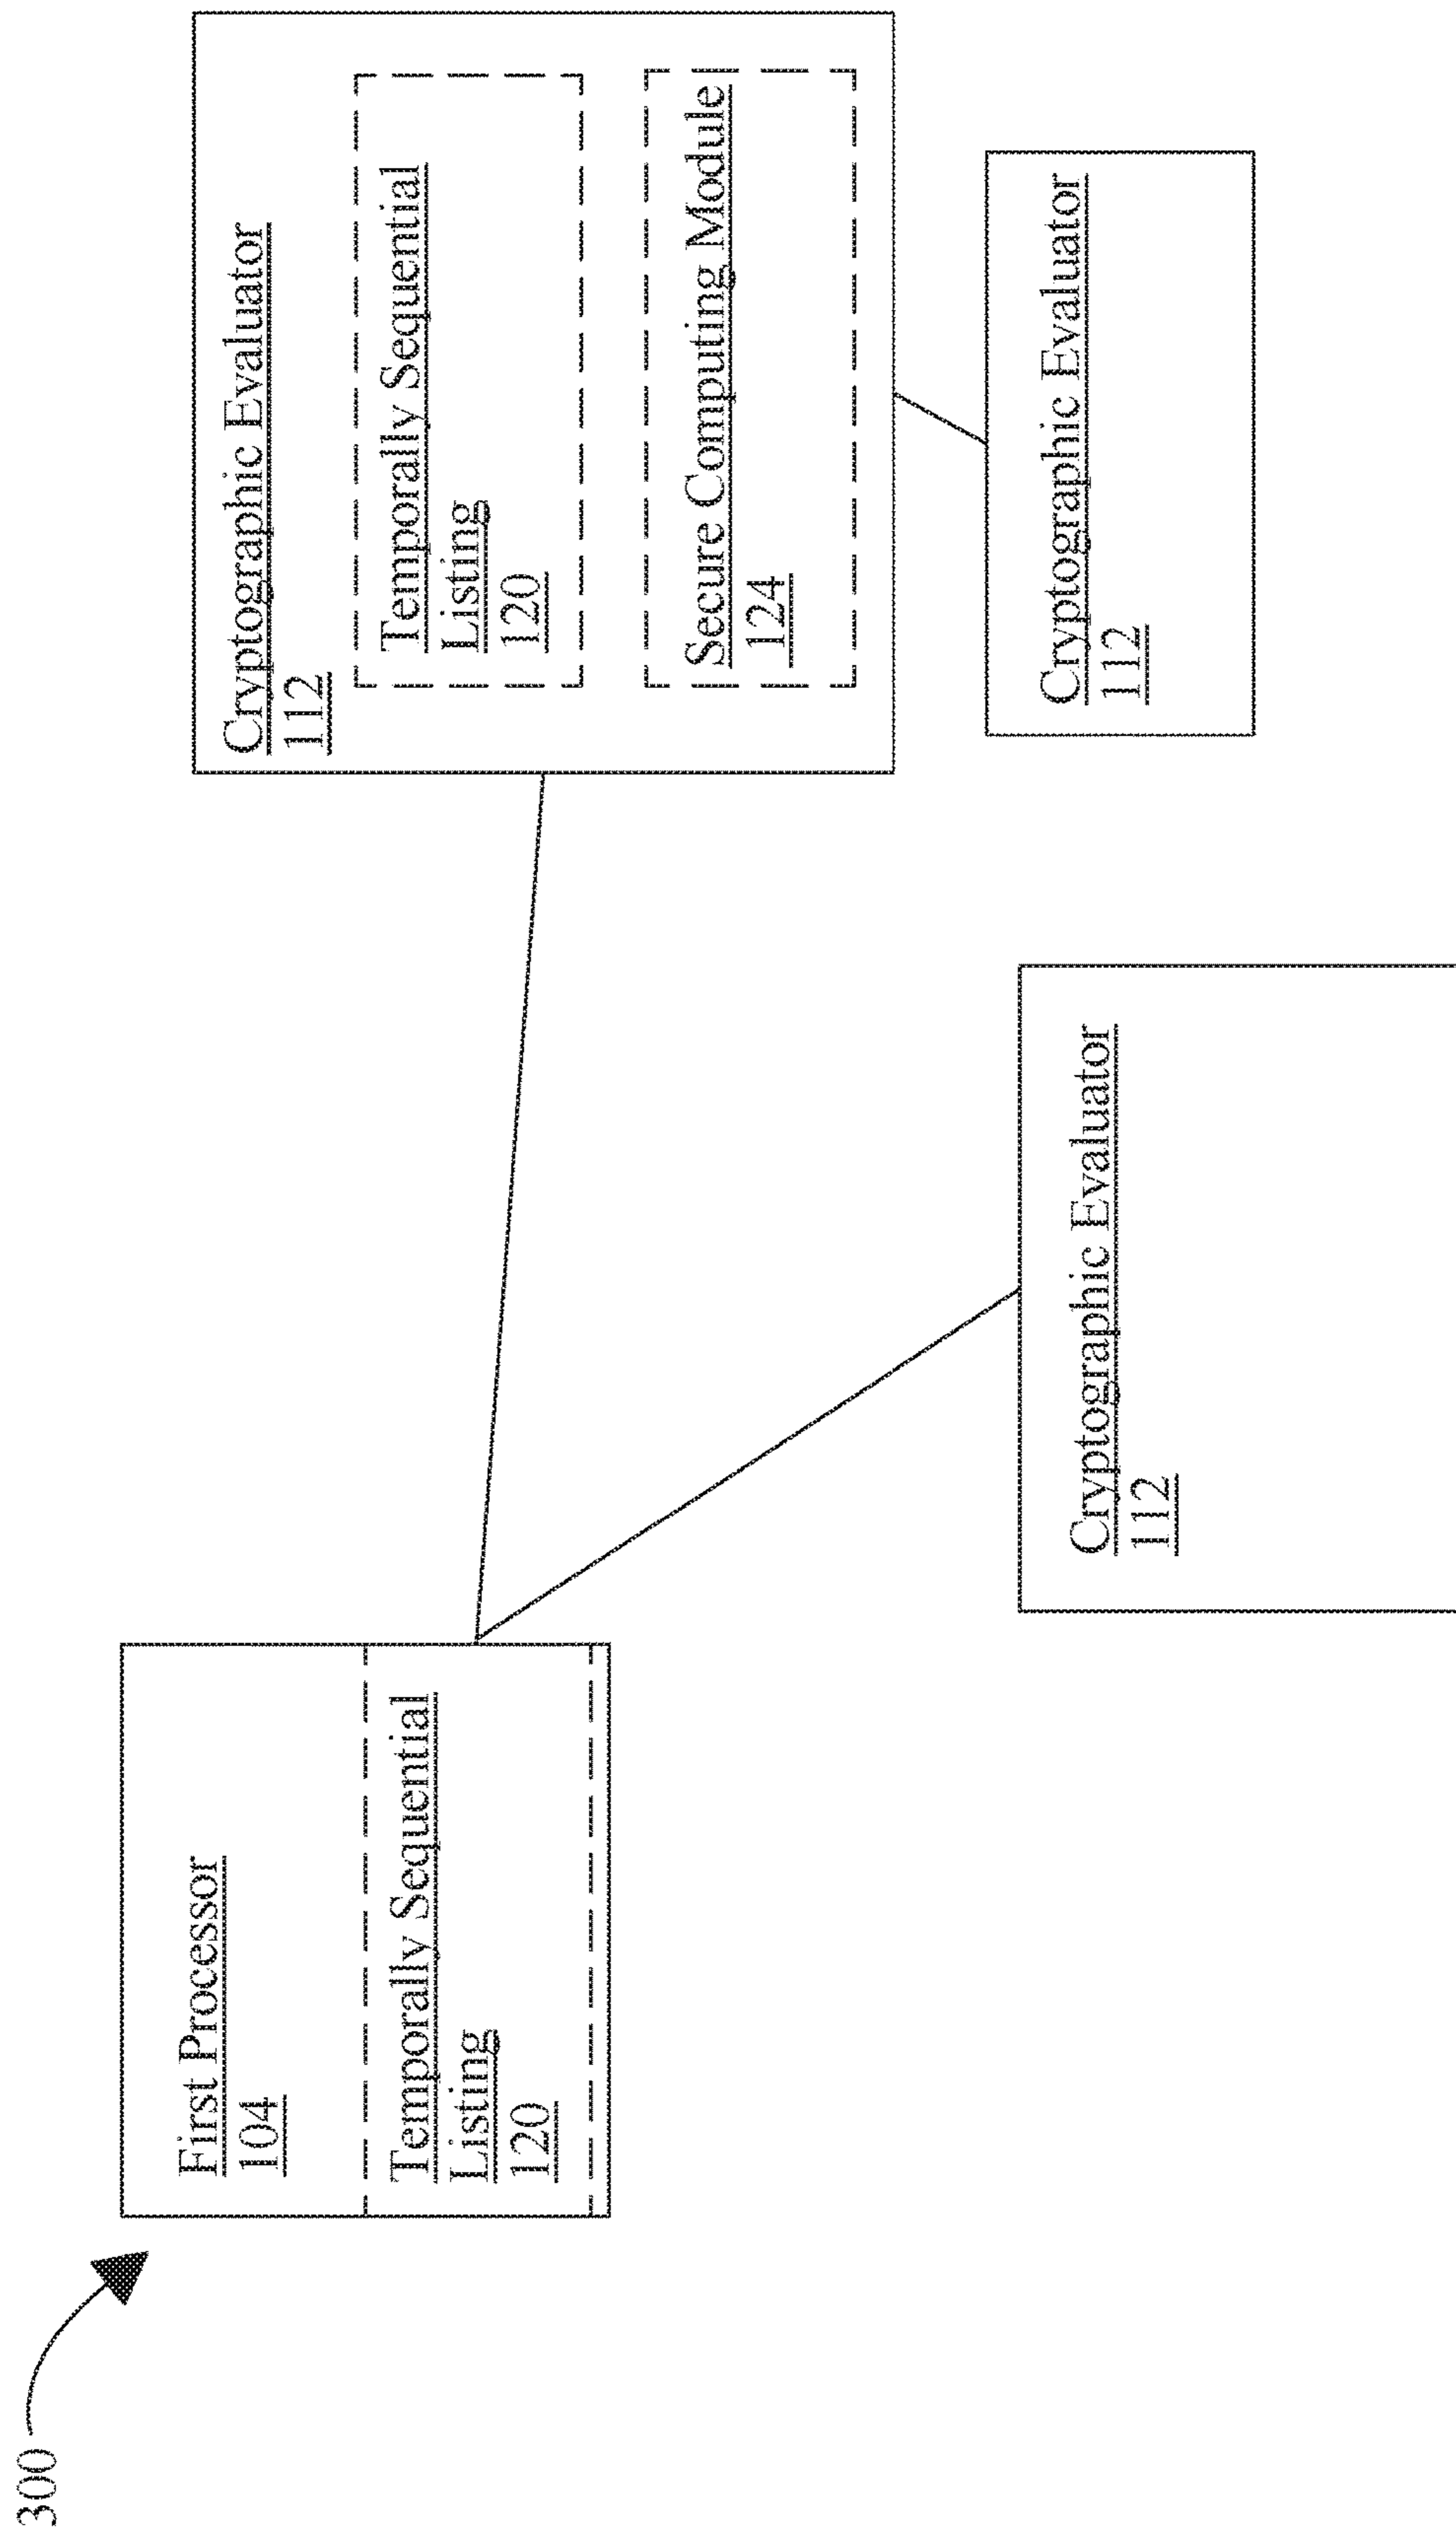 300
First Processor
104
Temporally Sequential
Listing
120
Cryptographic Evaluator
112
Temporally Sequential
Listing
120
Secure Computing Module
124
Cryptographic Evaluator
112
Cryptographic Evaluator
112